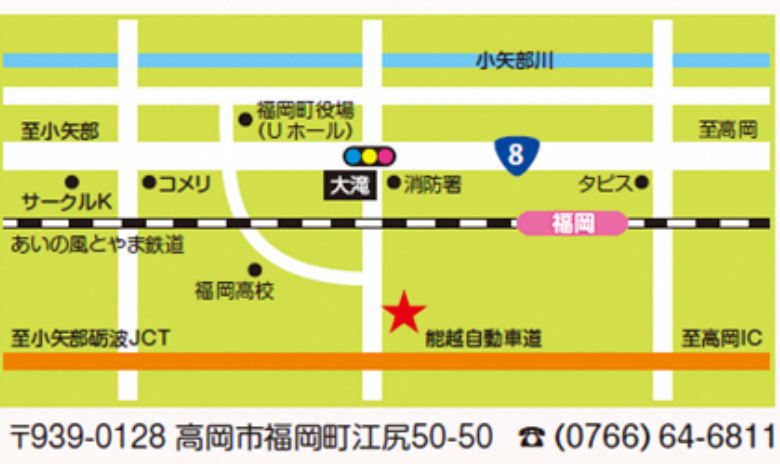 小矢部川
福岡町役場
(Uホール)
至小矢部
至高岡
8
サークルK
コメリ
大滝
消防署
タピス
福岡
あいの風とやま鉄道
福岡高校
至小矢部砺波JCT
能越自動車道
至高岡IC
〒939-0128 高岡市福岡町江尻50-50 ☎(0766)64-6811